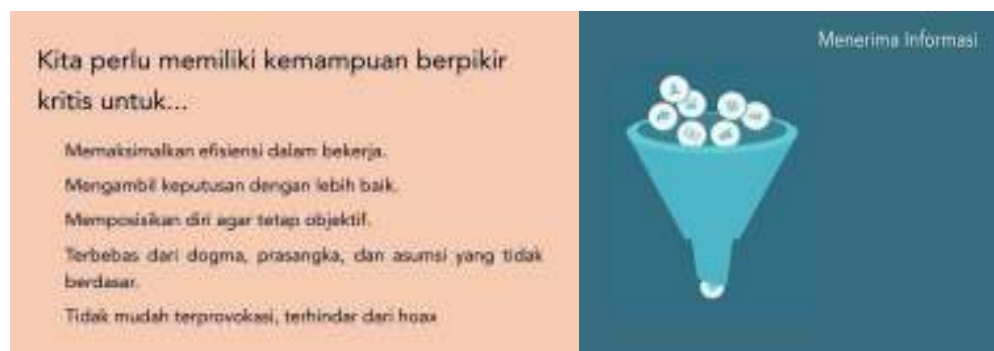 Kita perlu memiliki kemampuan berpikir
kritis untuk...
Memaksimalkan efisiensi dalam bekerja.
Mengambil keputusan dengan lebih baik.
Memposisikan diri agar tetap objektif.
Terbebas dari dogma, prasangka, dan asumsi yang tidak
berdasar.
Tidak mudah terprovokasi, terhindar dari hoax
Menerima Informasi